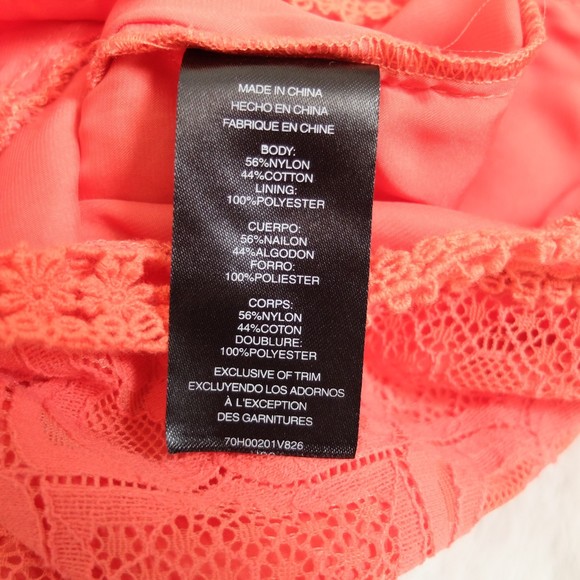 MADE IN CHINA
HECHO EN CHINA
FABRIQUE EN CHINE
BODY:
56%NYLON
44%COTTON
LINING:
100%POLYESTER
CUERPO:
56%NAILON
44%ALGODON
FORRO:
100%POLIESTER
CORPS:
56%NYLON
44%COTON
DOUBLURE:
100%POLYESTER
EXCLUSIVE OF TRIM
EXCLUYENDO LOS ADORNOS
À L'EXCEPTION
DES GARNITURES
70H00201V826